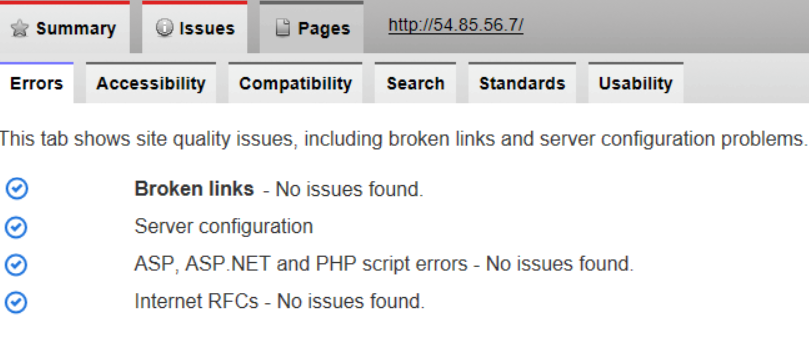 Summary Issues Pages http://54.85.56.7/
Errors Accessibility Compatibility Search Standards Usability
This tab shows site quality issues, including broken links and server configuration problems.
Broken links - No issues found.
Server configuration
ASP, ASP.NET and PHP script errors - No issues found.
Internet RFCs - No issues found.